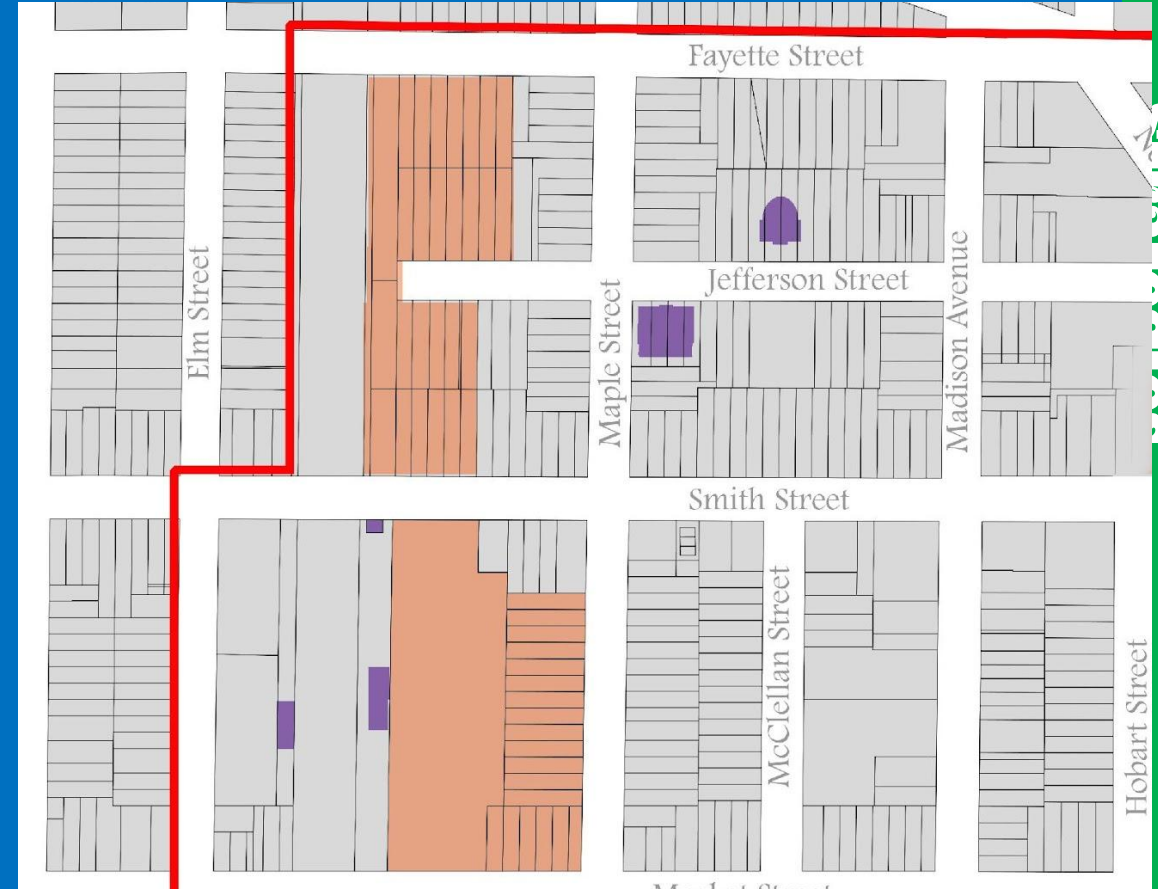 Fayette Street
Jefferson Street
Elm Street
Maple Street
Madison Avenue
Smith Street
McClellan Street
Hobart Street